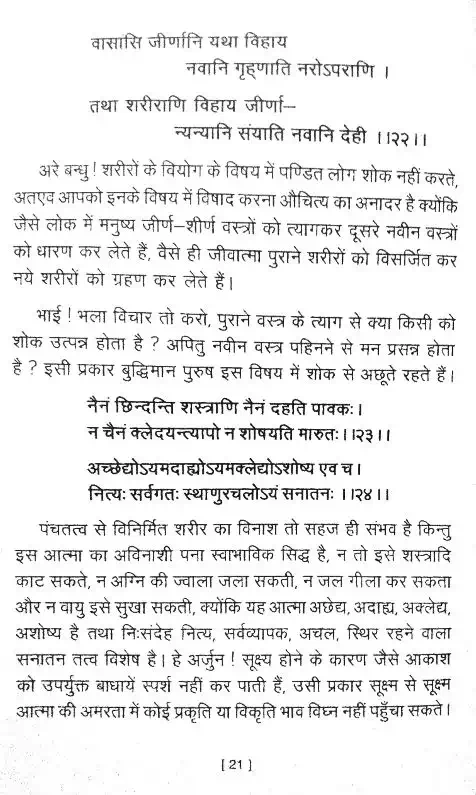 वासासि जीर्णानि यथा विहाय
नवानि गृह्णाति नरोऽपराणि ।
तथा शरीराणि विहाय जीर्णा–
न्यन्यानि संयाति नवानि देही ।।२२।।
अरे बन्धु ! शरीरों के वियोग के विषय में पण्डित लोग शोक नहीं करते,
अतएव आपको इनके विषय में विषाद करना औचित्य का अनादर है क्योंकि
जैसे लोक में मनुष्य जीर्ण–शीर्ण वस्त्रों को त्यागकर दूसरे नवीन वस्त्रों
को धारण कर लेते हैं, वैसे ही जीवात्मा पुराने शरीरों को विसर्जित कर
नये शरीरों को ग्रहण कर लेते हैं।
भाई ! भला विचार तो करो, पुराने वस्त्र के त्याग से क्या किसी को
शोक उत्पन्न होता है ? अपितु नवीन वस्त्र पहिनने से मन प्रसन्न होता
है ? इसी प्रकार बुद्धिमान पुरुष इस विषय में शोक से अछूते रहते हैं।
नैनं छिन्दन्ति शस्त्राणि नैनं दहति पावकः।
न चैनं क्लेदयन्त्यापो न शोषयति मारुतः।।२३।।
अच्छेद्योऽयमदाह्योऽयमक्लेद्योऽशोष्य एव च।
नित्यः सर्वगतः स्थाणुरचलोऽयं सनातनः ।।२४।।
पंचतत्व से विनिर्मित शरीर का विनाश तो सहज ही संभव है किन्तु
इस आत्मा का अविनाशी पना स्वाभाविक सिद्ध है, न तो इसे शस्त्रादि
काट सकते, न अग्नि की ज्वाला जला सकती, न जल गीला कर सकता
और न वायु इसे सुखा सकती, क्योंकि यह आत्मा अछेद्य, अदाह्य, अक्लेद्य,
अशोष्य है तथा निःसंदेह नित्य, सर्वव्यापक, अचल, स्थिर रहने वाला
सनातन तत्व विशेष है। हे अर्जुन ! सूक्ष्य होने के कारण जैसे आकाश
को उपर्युक्त बाधायें स्पर्श नहीं कर पाती हैं, उसी प्रकार सूक्ष्म से सूक्ष्म
आत्मा की अमरता में कोई प्रकृति या विकृति भाव विघ्न नहीं पहुँचा सकते।
[ 21 ]